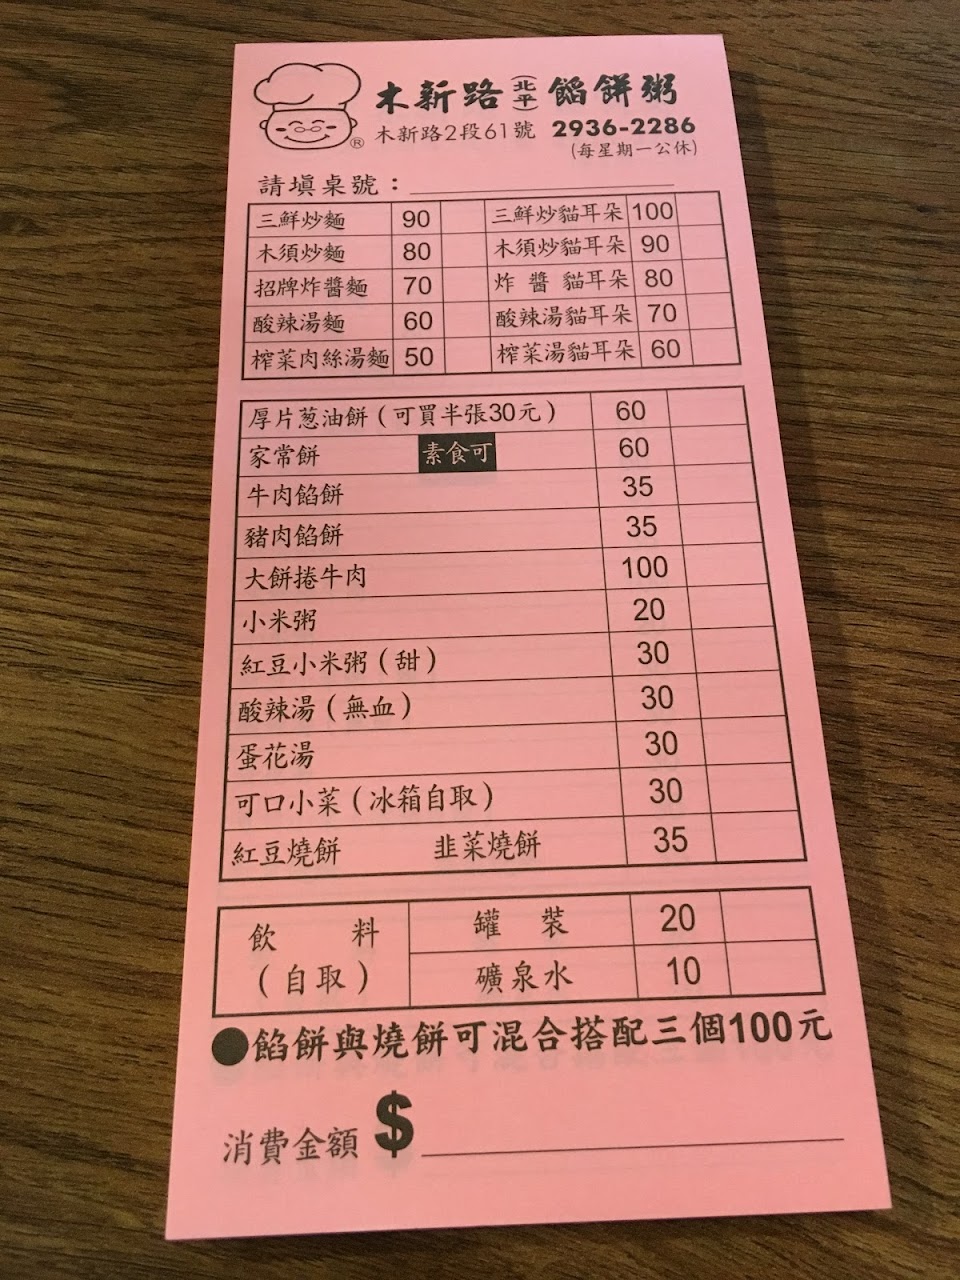 木新路(北平)餡餅粥
®木新路2段61號 2936-2286
(每星期一公休)
請填桌號：
三鮮炒麵 90 三鮮炒貓耳朵 100
木須炒麵 80 木須炒貓耳朵 90
招牌炸醬麵 70 炸醬貓耳朵 80
酸辣湯麵 60 酸辣湯貓耳朵 70
榨菜肉絲湯麵 50 榨菜湯貓耳朵 60
厚片蔥油餅(可買半張30元) 60
家常餅 素食可 60
牛肉餡餅 35
豬肉餡餅 35
大餅捲牛肉 100
小米粥 20
紅豆小米粥(甜) 30
酸辣湯(無血) 30
蛋花湯 30
可口小菜(冰箱自取) 30
紅豆燒餅 韭菜燒餅 35
飲料 罐裝 20
(自取) 礦泉水 10
●餡餅與燒餅可混合搭配三個100元
消費金額 $